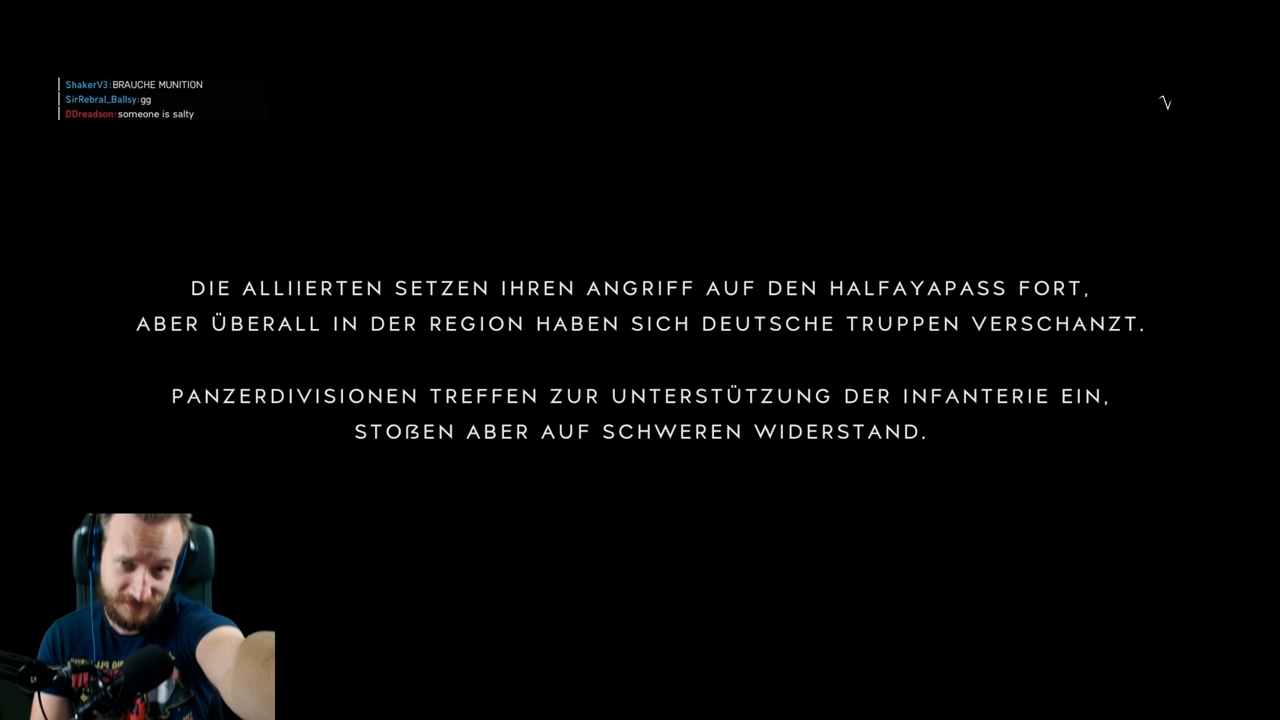 ShakerV3: BRAUCHE MUNITION
SirRebral_Ballsy: gg
DDreadson: someone is salty
DIE ALLIIERTEN SETZEN IHREN ANGRIFF AUF DEN HALFAYAPASS FORT,
ABER ÜBERALL IN DER REGION HABEN SICH DEUTSCHE TRUPPEN VERSCHANZT.
PANZERDIVISIONEN TREFFEN ZUR UNTERSTÜTZUNG DER INFANTERIE EIN,
STOßEN ABER AUF SCHWEREN WIDERSTAND.